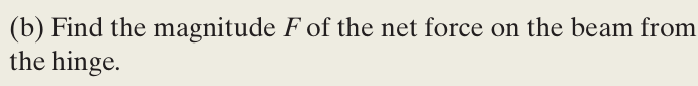 (b) Find the magnitude F of the net force on the beam from
the hinge.